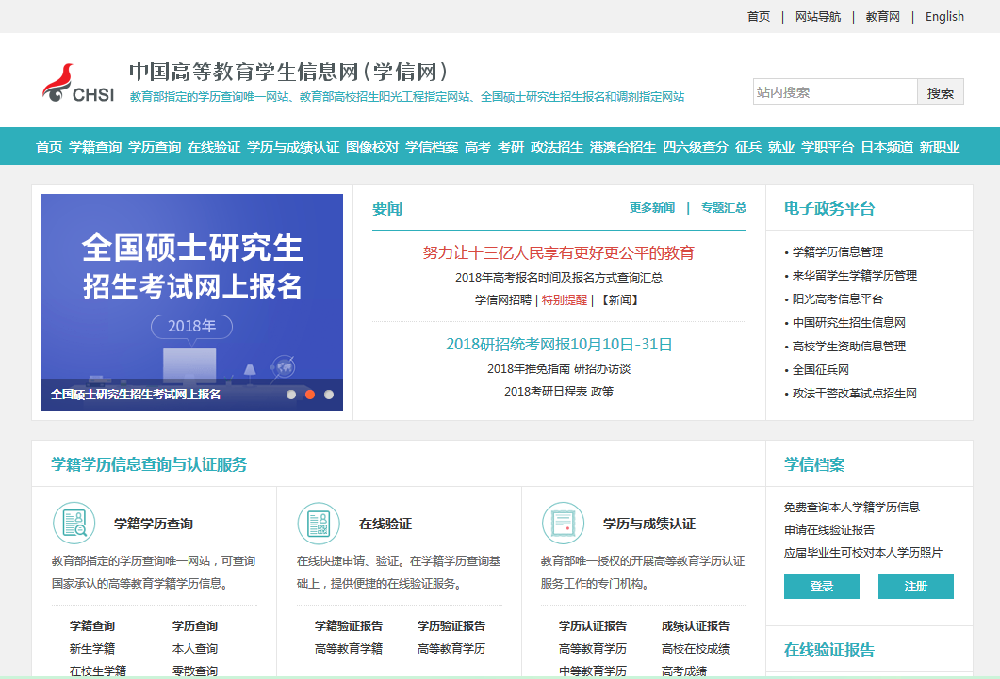 首页 | 网站导航 | 教育网 | English
CHSI
中国高等教育学生信息网（学信网）
教育部指定的学历查询唯一网站、教育部高校招生阳光工程指定网站、全国硕士研究生招生报名和调剂指定网站
站内搜索 搜索
首页 学籍查询 学历查询 在线验证 学历与成绩认证 图像校对 学信档案 高考 考研 政法招生 港澳台招生 四六级查分 征兵 就业 学职平台 日本频道 新职业
全国硕士研究生
招生考试网上报名
2018年
全国硕士研究生招生考试网上报名
要闻 更多新闻 | 专题汇总
努力让十三亿人民享有更好更公平的教育
2018年高考报名时间及报名方式查询汇总
学信网招聘 | 特别提醒 | 【新闻】
2018研招统考网报10月10日-31日
2018年推免指南 研招办访谈
2018考研日程表 政策
电子政务平台
• 学籍学历信息管理
• 来华留学生学籍学历管理
• 阳光高考信息平台
• 中国研究生招生信息网
• 高校学生资助信息管理
• 全国征兵网
• 政法干警改革试点招生网
学籍学历信息查询与认证服务
学籍学历查询
教育部指定的学历查询唯一网站，可查询
国家承认的高等教育学籍学历信息。
学籍查询 学历查询
新生学籍 本人查询
在校生学籍 零散查询
在线验证
在线快捷申请、验证。在学籍学历查询基
础上，提供便捷的在线验证服务。
学籍验证报告 学历验证报告
高等教育学籍 高等教育学历
学历与成绩认证
教育部唯一授权的开展高等教育学历认证
服务工作的专门机构。
学历认证报告 成绩认证报告
高等教育学历 高校在校成绩
中等教育学历 高考成绩
学信档案
免费查询本人学籍学历信息
申请在线验证报告
应届毕业生可校对本人学历照片
登录 注册
在线验证报告